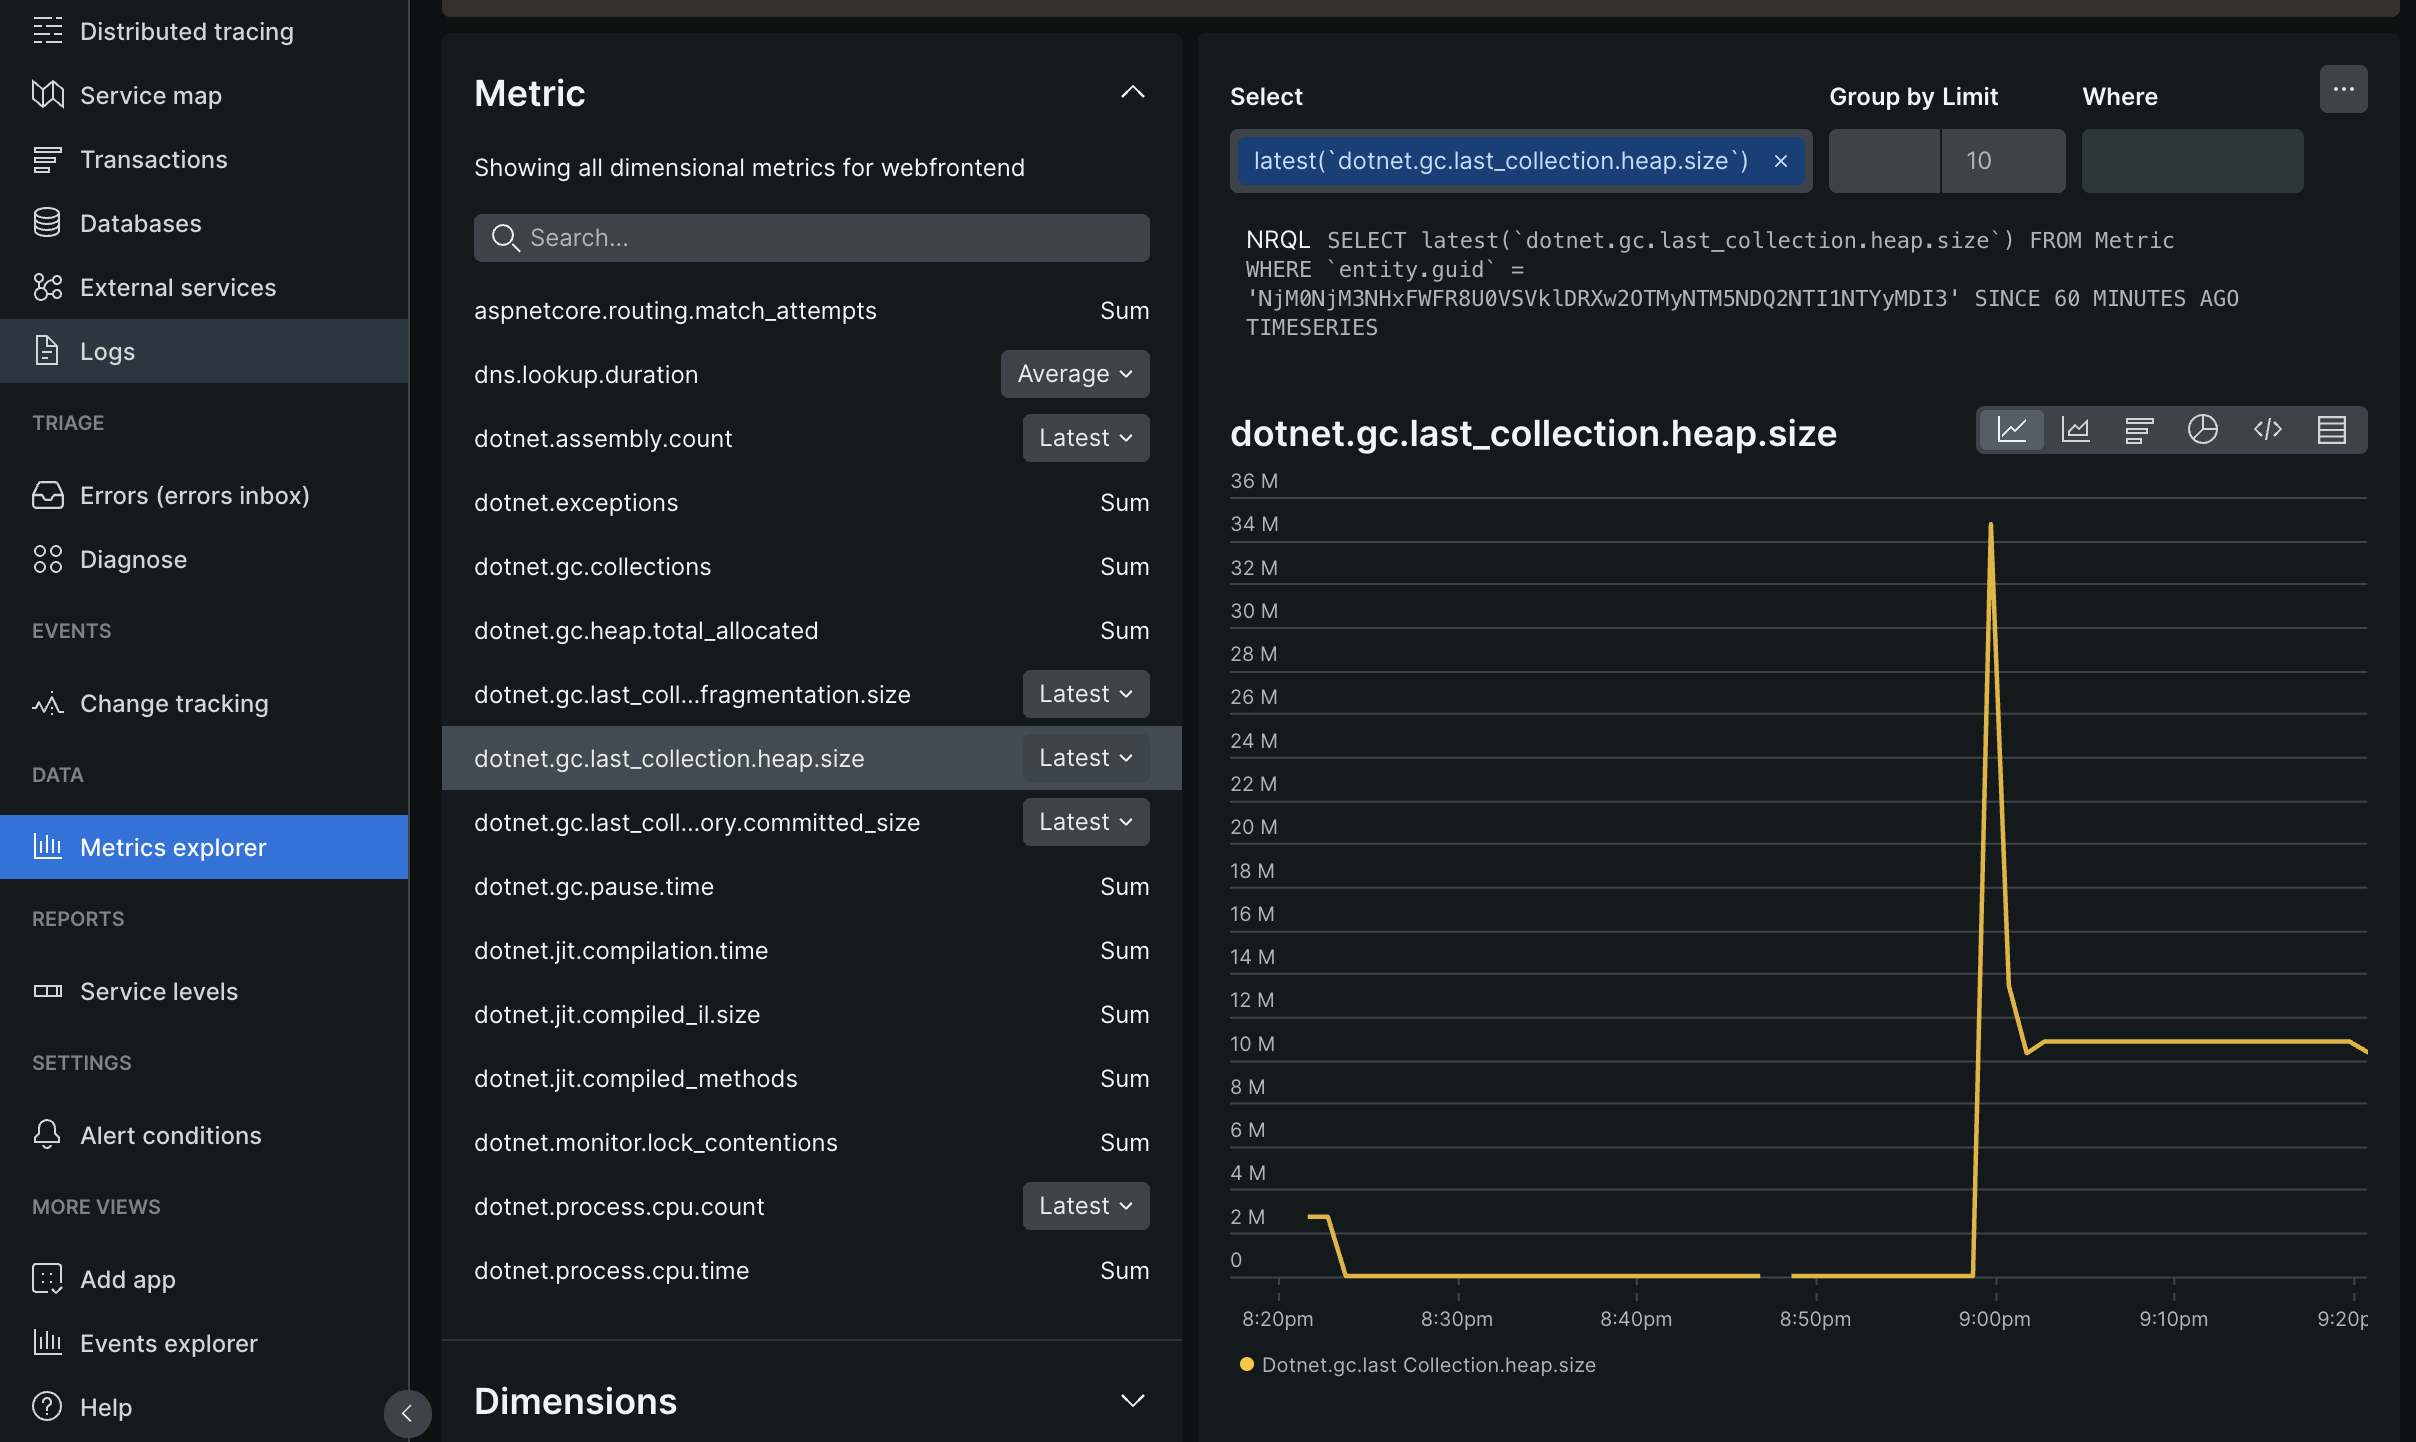 Distributed tracing
Service map
Transactions
Databases
External services
Logs
TRIAGE
Errors (errors inbox)
Diagnose
EVENTS
Change tracking
DATA
Metrics explorer
REPORTS
Service levels
SETTINGS
Alert conditions
MORE VIEWS
Add app
Events explorer
Help
Metric
Showing all dimensional metrics for webfrontend
Search...
aspnetcore.routing.match_attempts Sum
dns.lookup.duration Average
dotnet.assembly.count Latest
dotnet.exceptions Sum
dotnet.gc.collections Sum
dotnet.gc.heap.total_allocated Sum
dotnet.gc.last_coll...fragmentation.size Latest
dotnet.gc.last_collection.heap.size Latest
dotnet.gc.last_coll...ory.committed_size Latest
dotnet.gc.pause.time Sum
dotnet.jit.compilation.time Sum
dotnet.jit.compiled_il.size Sum
dotnet.jit.compiled_methods Sum
dotnet.monitor.lock_contentions Sum
dotnet.process.cpu.count Latest
dotnet.process.cpu.time Sum
Dimensions
Select Group by Limit Where
latest(`dotnet.gc.last_collection.heap.size`) × 10
NRQL SELECT latest(`dotnet.gc.last_collection.heap.size`) FROM Metric
WHERE `entity.guid` =
'NjM0NjM3NHxFWFR8U0VSVklDRXw2OTMyNTM5NDQ2NTI1NTYyMDI3' SINCE 60 MINUTES AGO
TIMESERIES
dotnet.gc.last_collection.heap.size
36 M
34 M
32 M
30 M
28 M
26 M
24 M
22 M
20 M
18 M
16 M
14 M
12 M
10 M
8 M
6 M
4 M
2 M
0
8:20pm 8:30pm 8:40pm 8:50pm 9:00pm 9:10pm 9:20p
Dotnet.gc.last Collection.heap.size